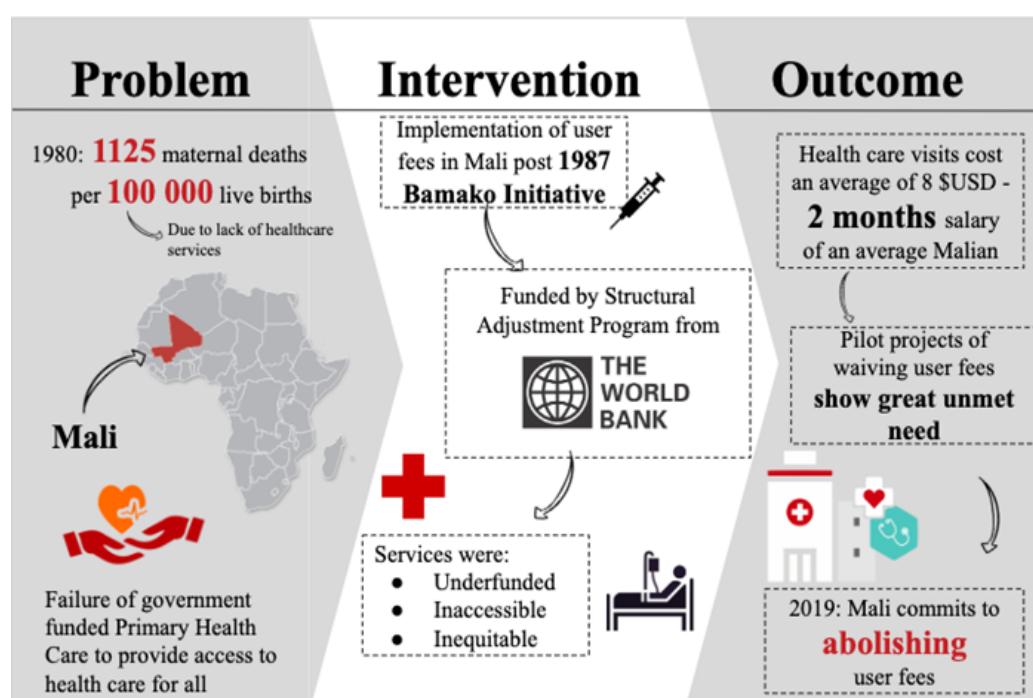 Problem
1980: 1125 maternal deaths
per 100 000 live births
Due to lack of healthcare
services
Mali
Failure of government
funded Primary Health
Care to provide access to
health care for all
Intervention
Implementation of user
fees in Mali post 1987
Bamako Initiative
Funded by Structural
Adjustment Program from
THE
WORLD
BANK
Services were:
● Underfunded
● Inaccessible
● Inequitable
Outcome
Health care visits cost
an average of 8 $USD -
2 months salary
of an average Malian
Pilot projects of
waiving user fees
show great unmet
need
2019: Mali commits to
abolishing
user fees